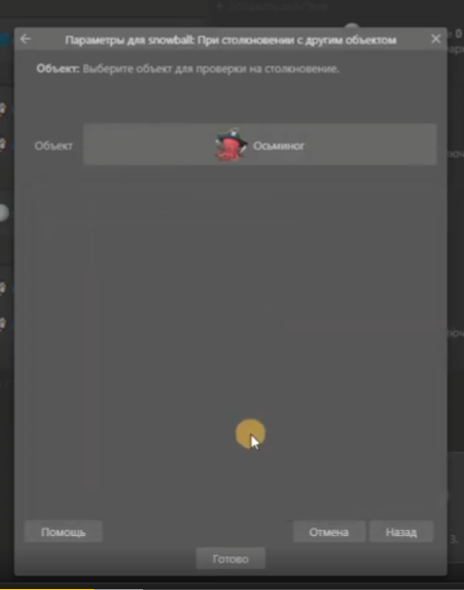 Параметры для snowball: При столкновении с другим объектом
Объект: Выберите объект для проверки на столкновение.
Объект
Осьминог
Помощь
Отмена
Назад
Готово